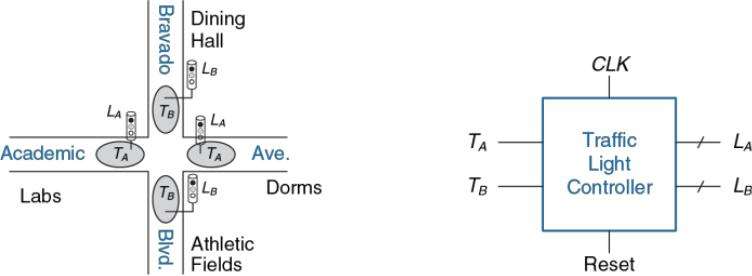 Bravado
Dining
Hall
L_B
T_B
L_A
L_A
Academic
T_A
T_A
Ave.
Labs
T_B
L_B
Dorms
Blvd.
Athletic
Fields
CLK
T_A
T_B
Traffic
Light
Controller
L_A
L_B
Reset